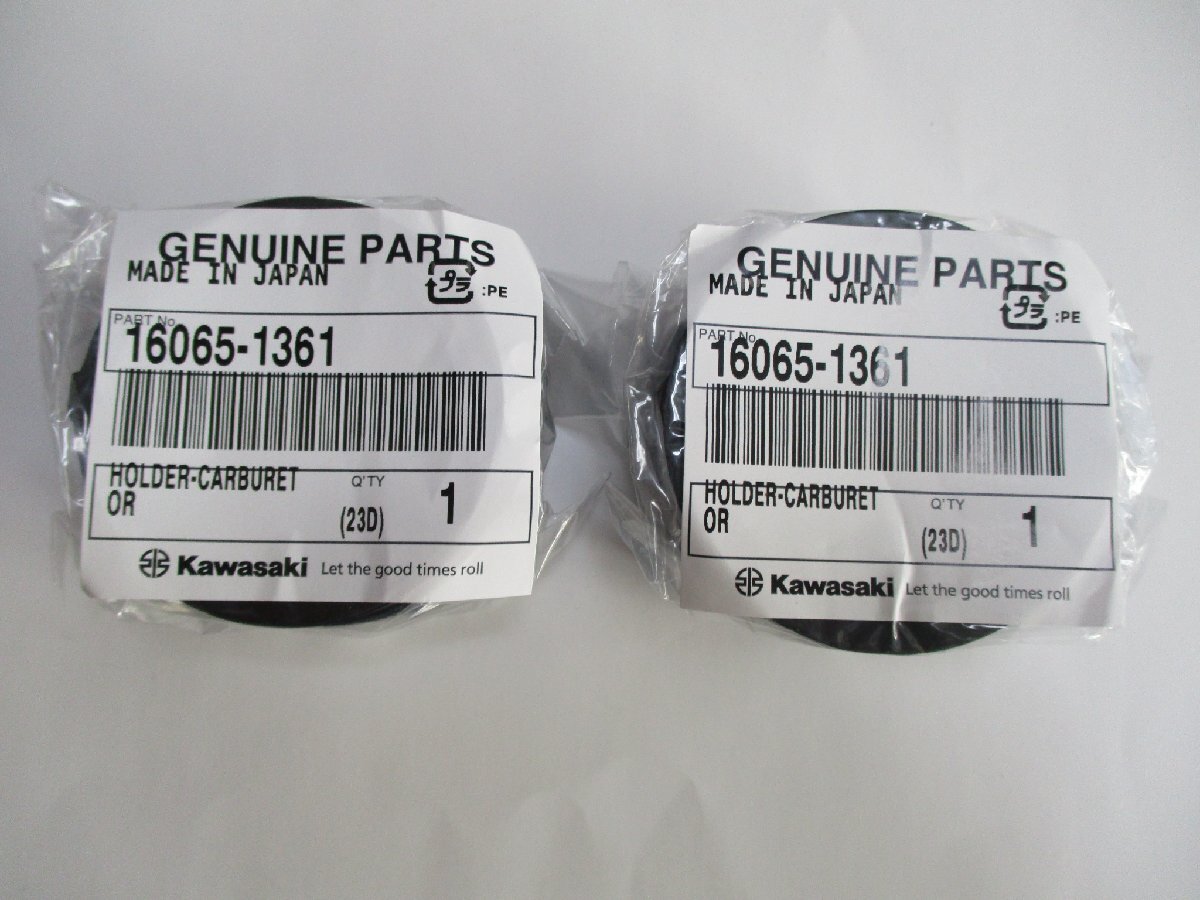 GENUINE PARTS
MADE IN JAPAN
プラ :PE
PART No.
16065-1361
HOLDER-CARBURET
OR
Q'TY
(23D)
1
Kawasaki Let the good times roll
GENUINE PARTS
MADE IN JAPAN
プラ :PE
PART No.
16065-1361
HOLDER-CARBURET
OR
Q'TY
(23D)
1
Kawasaki Let the good times roll